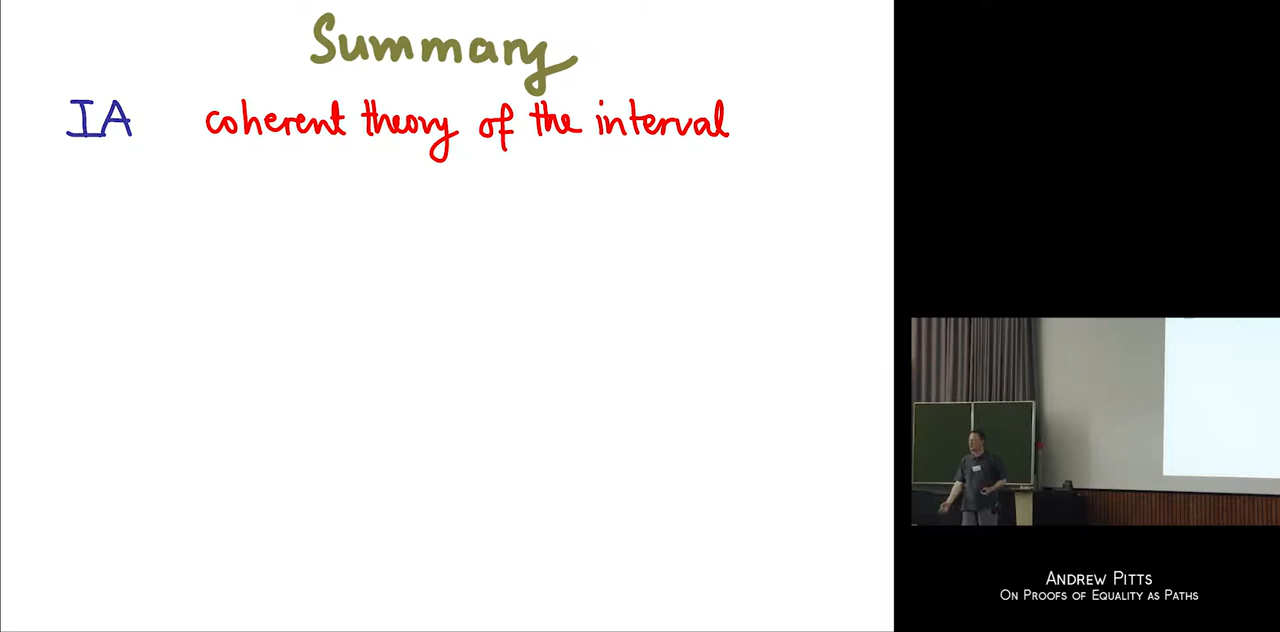 Summary
IA coherent theory of the interval
ANDREW PITTS
ON PROOFS OF EQUALITY AS PATHS